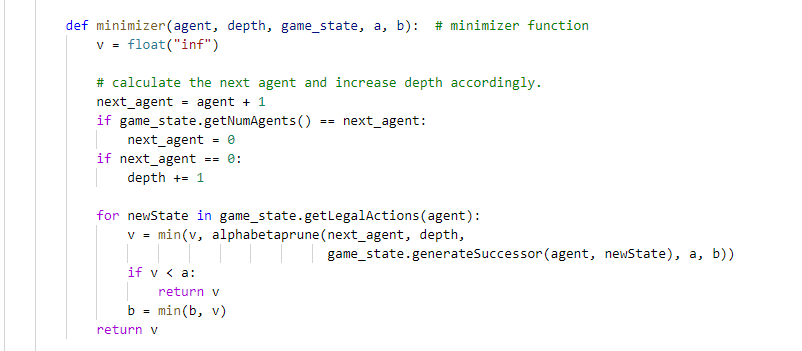 def minimizer(agent, depth, game_state, a, b):  # minimizer function
v = float("inf")
# calculate the next agent and increase depth accordingly.
next_agent = agent + 1
if game_state.getNumAgents() == next_agent:
next_agent = 0
if next_agent == 0:
depth += 1
for newState in game_state.getLegalActions(agent):
v = min(v, alphabetaprune(next_agent, depth,
game_state.generateSuccessor(agent, newState), a, b))
if v < a:
return v
b = min(b, v)
return v